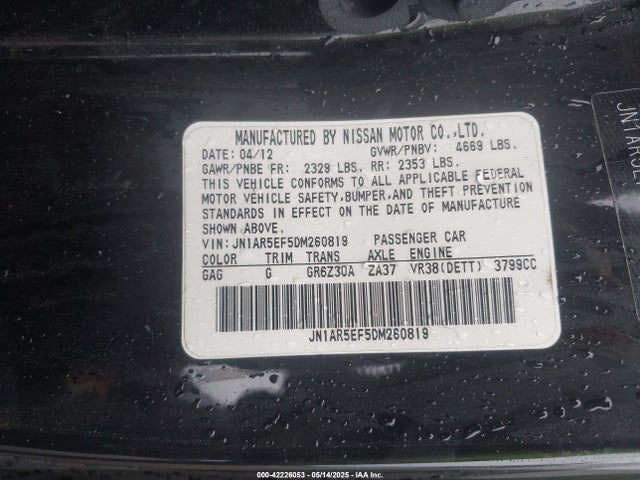 MANUFACTURED BY NISSAN MOTOR CO.,LTD.
DATE: 04/12 GVWR/PNBV: 4669 LBS.
GAWR/PNBE FR: 2329 LBS. RR: 2353 LBS.
THIS VEHICLE CONFORMS TO ALL APPLICABLE FEDERAL
MOTOR VEHICLE SAFETY, BUMPER, AND THEFT PREVENTION
STANDARDS IN EFFECT ON THE DATE OF MANUFACTURE
SHOWN ABOVE.
VIN: JN1AR5EF5DM260819 PASSENGER CAR
COLOR TRIM TRANS AXLE ENGINE
GAG G GR6Z30A ZA37 VR38(DETT) 3799CC
JN1AR5EF5DM260819
000-42226053 - 05/14/2025 - IAA Inc.